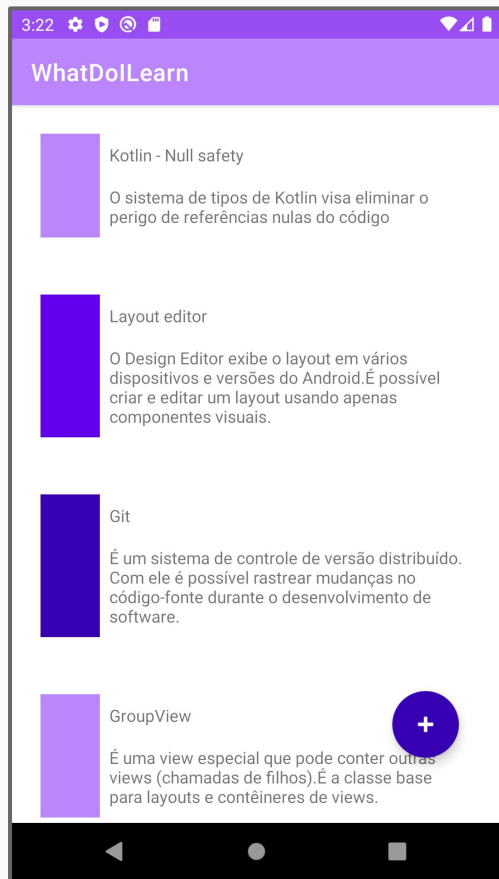 3:22
WhatDoILearn
Kotlin - Null safety
O sistema de tipos de Kotlin visa eliminar o
perigo de referências nulas do código
Layout editor
O Design Editor exibe o layout em vários
dispositivos e versões do Android.É possível
criar e editar um layout usando apenas
componentes visuais.
Git
É um sistema de controle de versão distribuído.
Com ele é possível rastrear mudanças no
código-fonte durante o desenvolvimento de
software.
GroupView
+
É uma view especial que pode conter outras
views (chamadas de filhos).É a classe base
para layouts e contêineres de views.